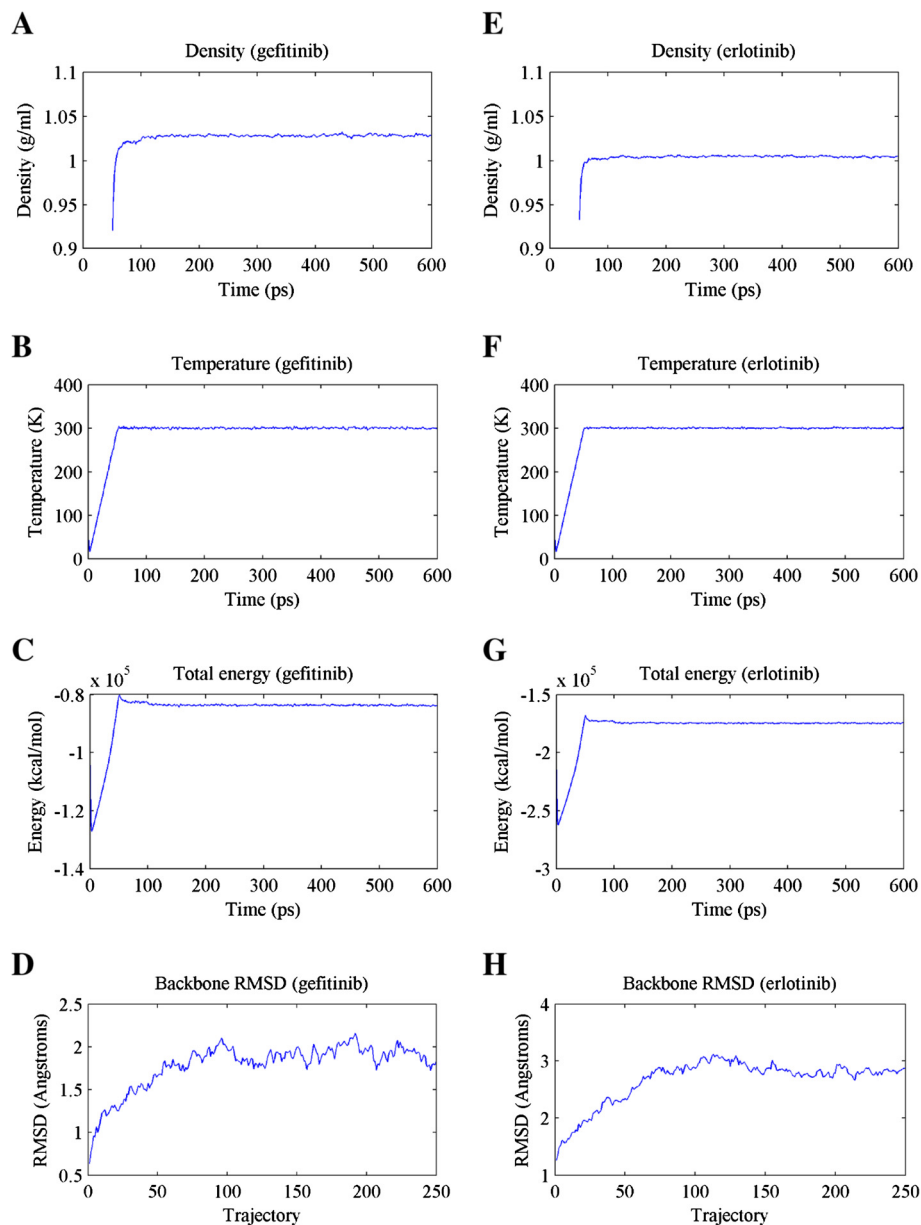 A
Density (gefitinib)
1.1
1.05
1
0.95
0.9
Density (g/ml)
0 100 200 300 400 500 600
Time (ps)
E
Density (erlotinib)
1.1
1.05
1
0.95
0.9
Density (g/ml)
0 100 200 300 400 500 600
Time (ps)
B
Temperature (gefitinib)
400
300
200
100
0
Temperature (K)
0 100 200 300 400 500 600
Time (ps)
F
Temperature (erlotinib)
400
300
200
100
0
Temperature (K)
0 100 200 300 400 500 600
Time (ps)
C
x 10^5
Total energy (gefitinib)
-0.8
-1
-1.2
-1.4
Energy (kcal/mol)
0 100 200 300 400 500 600
Time (ps)
G
x 10^5
Total energy (erlotinib)
-1.5
-2
-2.5
-3
Energy (kcal/mol)
0 100 200 300 400 500 600
Time (ps)
D
Backbone RMSD (gefitinib)
2.5
2
1.5
1
0.5
RMSD (Angstroms)
0 50 100 150 200 250
Trajectory
H
Backbone RMSD (erlotinib)
4
3
2
1
RMSD (Angstroms)
0 50 100 150 200 250
Trajectory